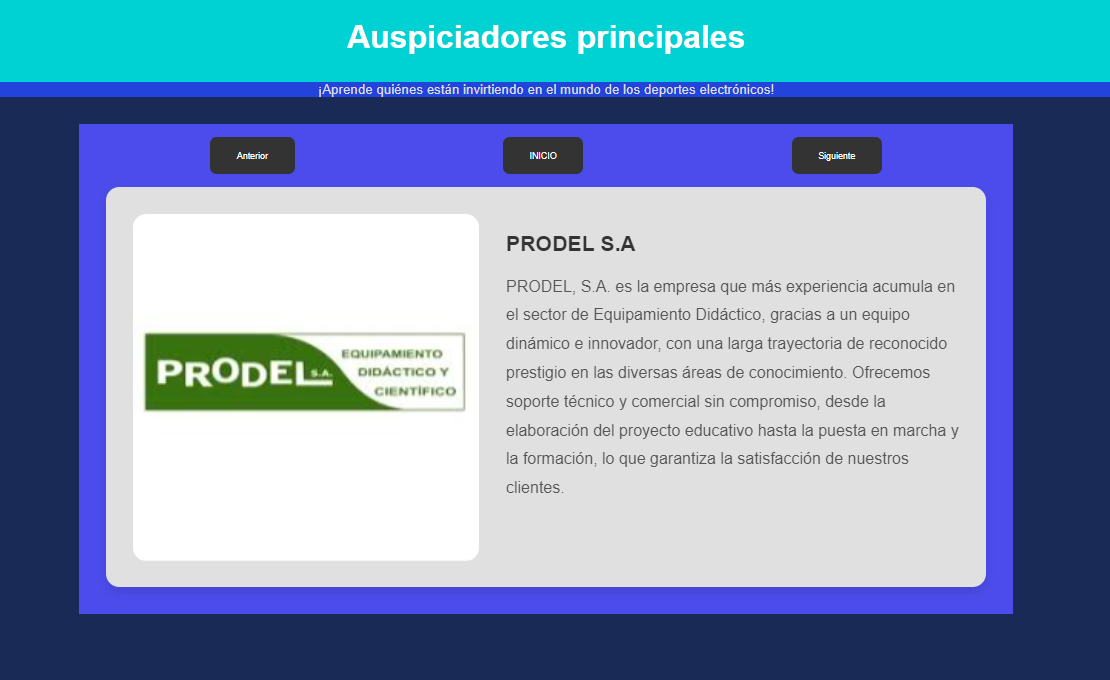 Auspiciadores principales
¡Aprende quiénes están invirtiendo en el mundo de los deportes electrónicos!
Anterior
INICIO
Siguiente
PRODEL S.A.
EQUIPAMIENTO
DIDÁCTICO Y
CIENTÍFICO
PRODEL S.A
PRODEL, S.A. es la empresa que más experiencia acumula en
el sector de Equipamiento Didáctico, gracias a un equipo
dinámico e innovador, con una larga trayectoria de reconocido
prestigio en las diversas áreas de conocimiento. Ofrecemos
soporte técnico y comercial sin compromiso, desde la
elaboración del proyecto educativo hasta la puesta en marcha y
la formación, lo que garantiza la satisfacción de nuestros
clientes.